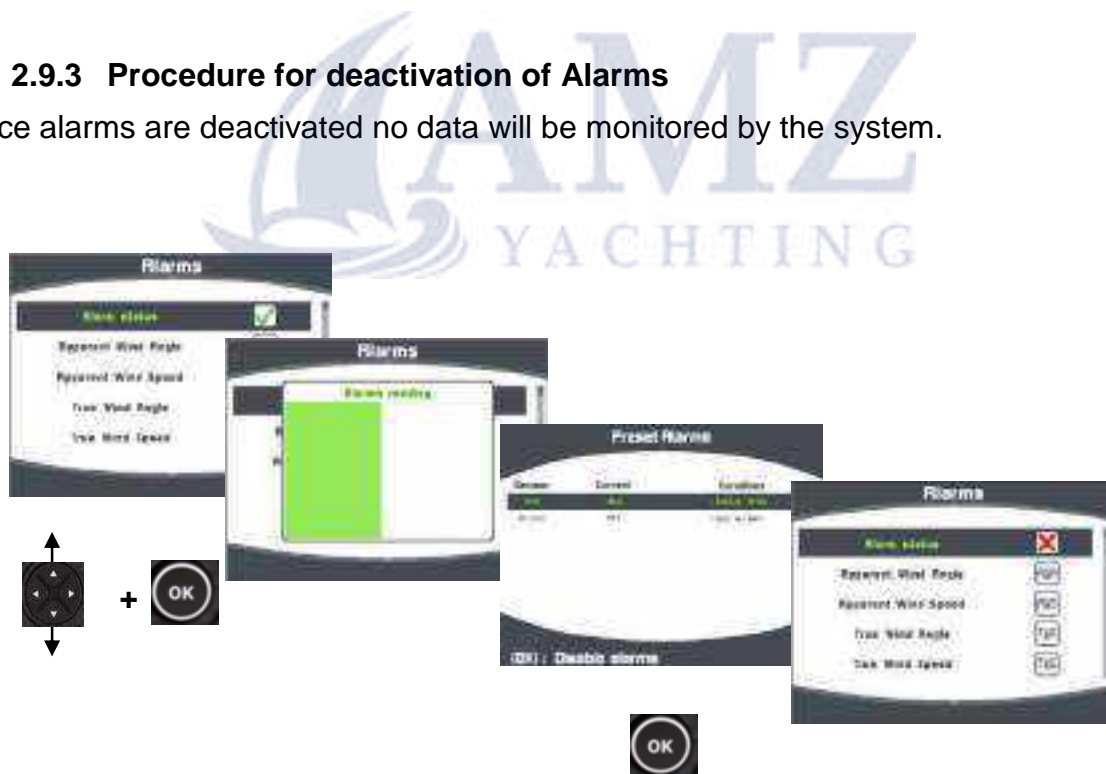 AMZ
YACHTING
2.9.3 Procedure for deactivation of Alarms
ce alarms are deactivated no data will be monitored by the system.
Alarms
Alarm status
Apparent Wind Angle
Apparent Wind Speed
True Wind Angle
True Wind Speed
Alarms
Alarms reading
Preset Alarms
Sensor Current Condition
OK : Disable alarms
Alarms
Alarm status
Apparent Wind Angle
Apparent Wind Speed
True Wind Angle
True Wind Speed
+ OK
OK